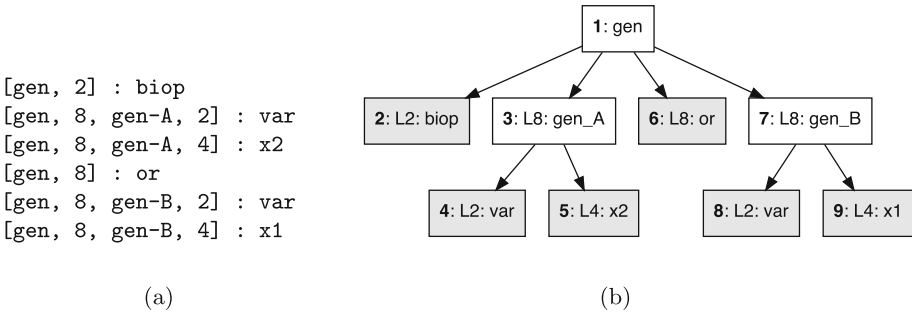 [gen, 2] : biop
[gen, 8, gen-A, 2] : var
[gen, 8, gen-A, 4] : x2
[gen, 8] : or
[gen, 8, gen-B, 2] : var
[gen, 8, gen-B, 4] : x1
(a)
1: gen
2: L2: biop
3: L8: gen_A
6: L8: or
7: L8: gen_B
4: L2: var
5: L4: x2
8: L2: var
9: L4: x1
(b)